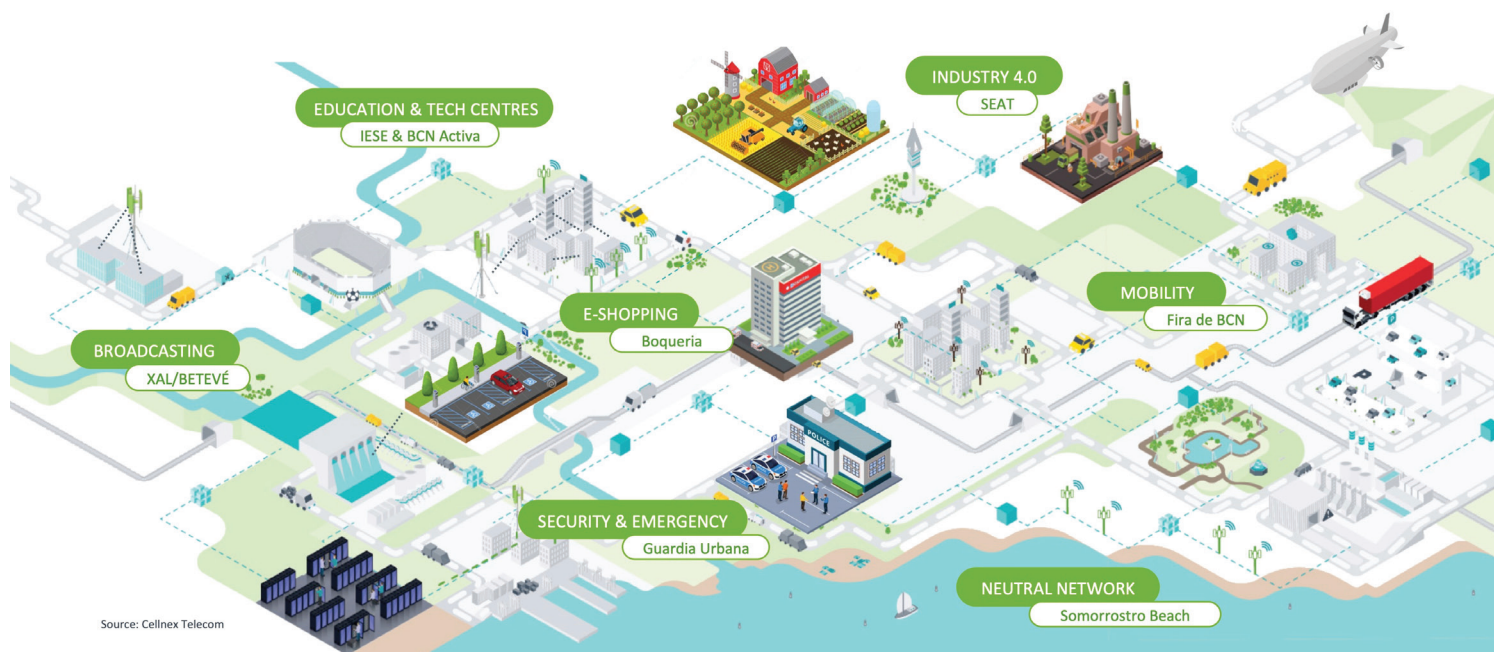 INDUSTRY 4.0
SEAT
EDUCATION & TECH CENTRES
IESE & BCN Activa
MOBILITY
Fira de BCN
E-SHOPPING
Boqueria
BROADCASTING
XAL/BETEVÉ
POLICE
SECURITY & EMERGENCY
Guardia Urbana
NEUTRAL NETWORK
Somorrostro Beach
Source: Cellnex Telecom